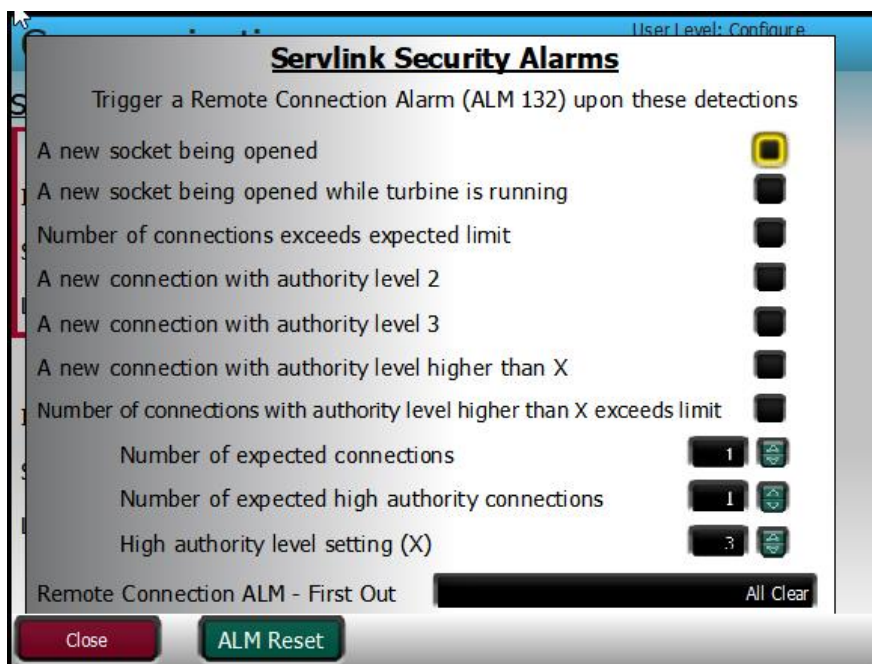 User Level: Configure
Servlink Security Alarms
Trigger a Remote Connection Alarm (ALM 132) upon these detections
A new socket being opened
A new socket being opened while turbine is running
Number of connections exceeds expected limit
A new connection with authority level 2
A new connection with authority level 3
A new connection with authority level higher than X
Number of connections with authority level higher than X exceeds limit
Number of expected connections 1
Number of expected high authority connections 1
High authority level setting (X) 3
Remote Connection ALM - First Out All Clear
Close ALM Reset